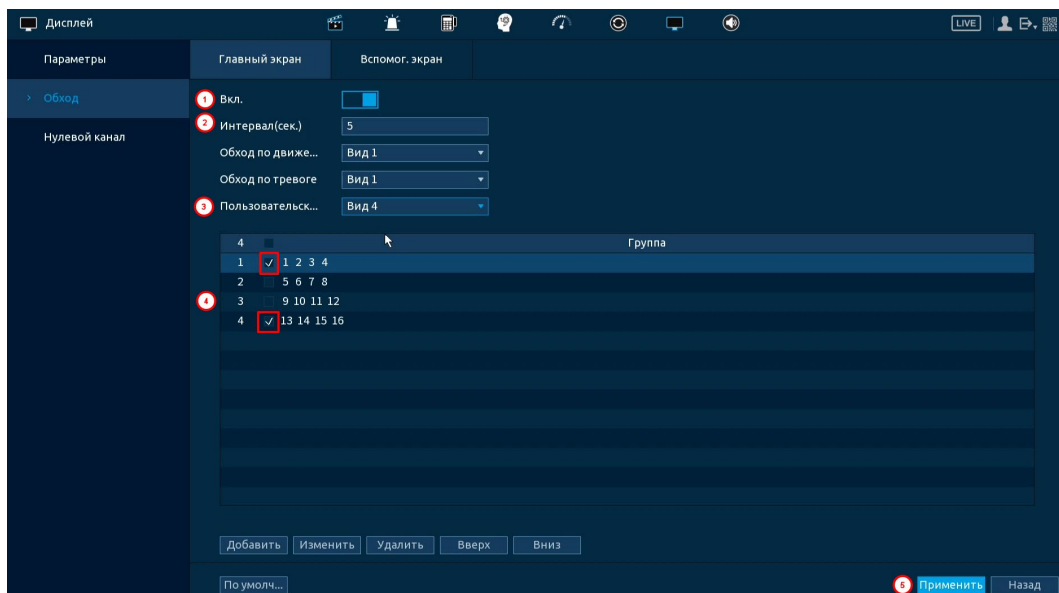 Дисплей
LIVE
Параметры
Обход
Нулевой канал
Главный экран
Вспомог. экран
1 Вкл.
2 Интервал(сек.) 5
Обход по движе... Вид 1
Обход по тревоге Вид 1
3 Пользовательск... Вид 4
4 Группа
1 1 2 3 4
2 5 6 7 8
4 3 9 10 11 12
4 13 14 15 16
Добавить Изменить Удалить Вверх Вниз
По умолч... 5 Применить Назад